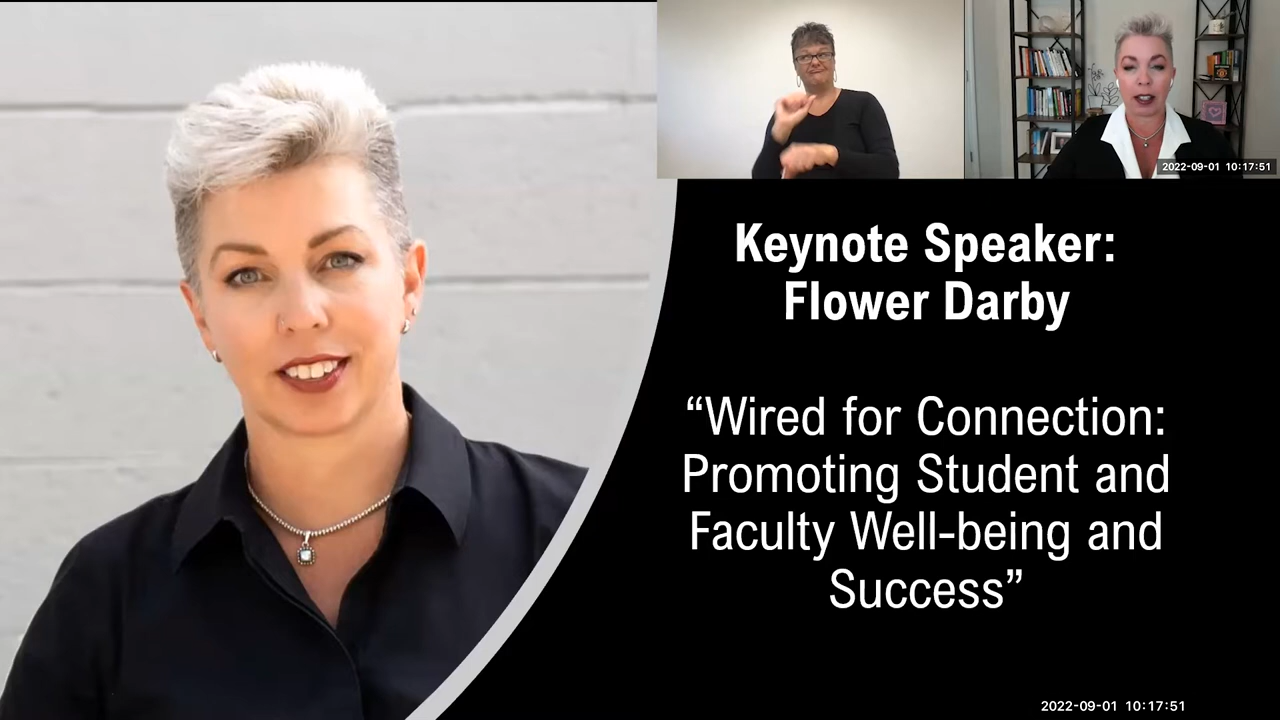 2022-09-01 10:17:51
Keynote Speaker:
Flower Darby
“Wired for Connection:
Promoting Student and
Faculty Well-being and
Success”
2022-09-01 10:17:51